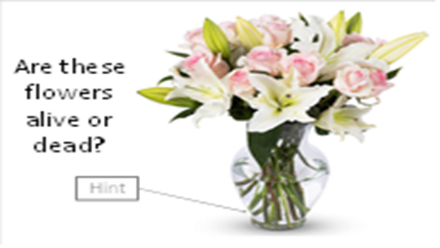 Are these
flowers
alive or
dead?
Hint